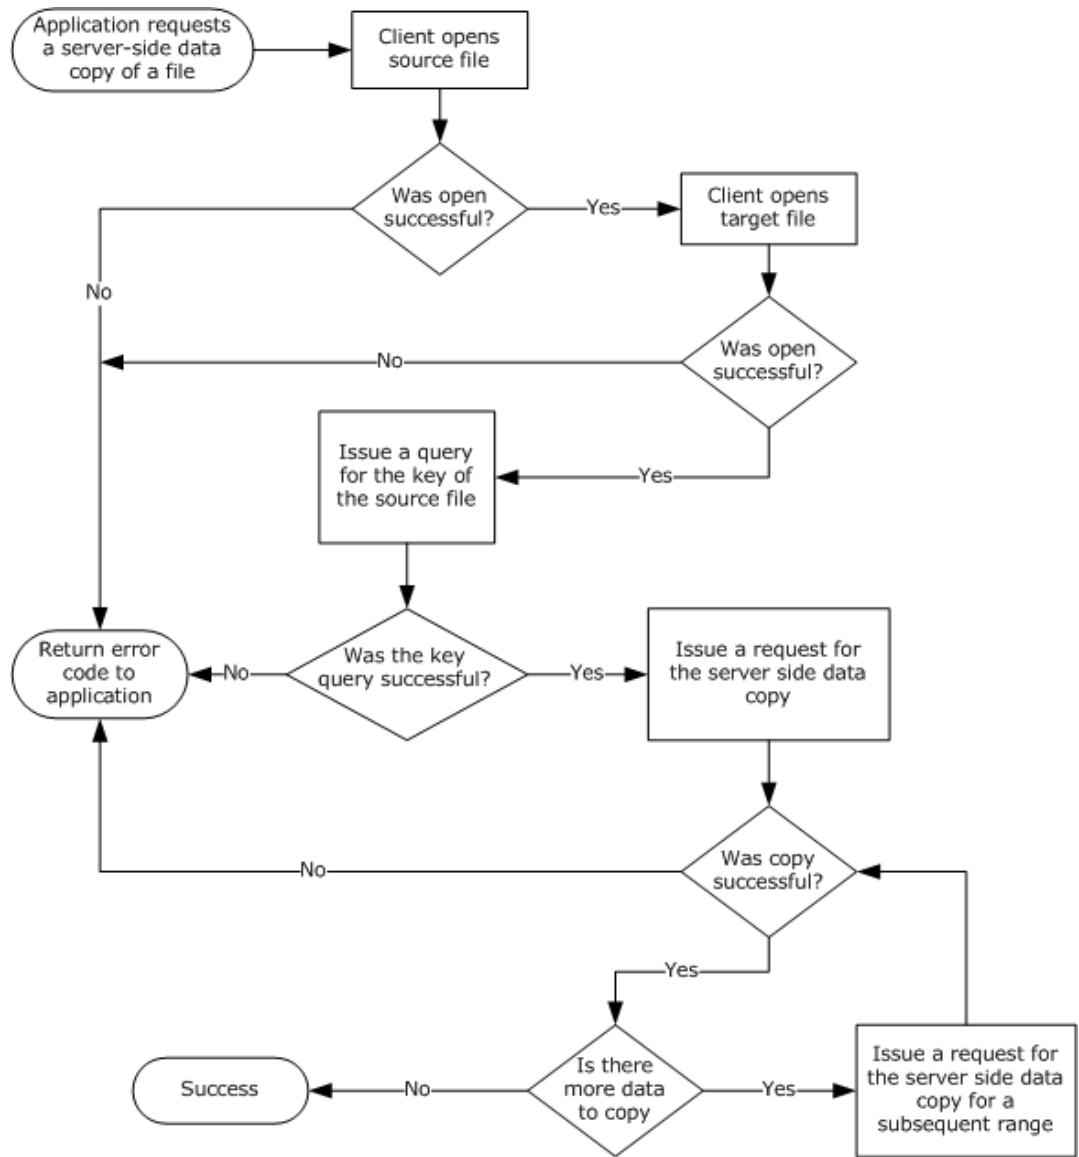 Application requests
a server-side data
copy of a file
Client opens
source file
Was open
successful?
Yes
Client opens
target file
No
Was open
successful?
No
Yes
Issue a query
for the key of
the source file
Was the key
query successful?
No
Yes
Return error
code to
application
Issue a request for
the server side data
copy
Was copy
successful?
No
Yes
Is there
more data
to copy
No
Yes
Success
Issue a request for
the server side data
copy for a
subsequent range